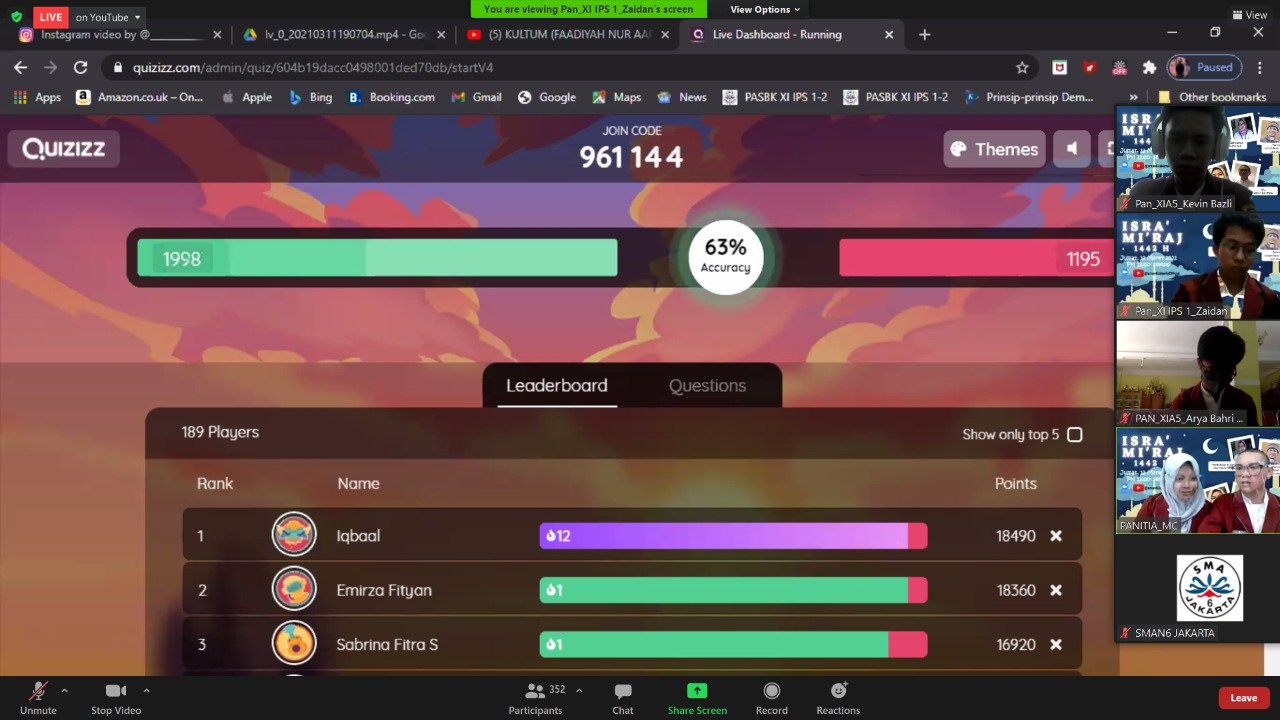 LIVE on YouTube
You are viewing Pan_XI IPS 1_Zaidan's screen
View Options
View
Instagram video by @
lv_0_20210311190704.mp4 - Goo
(5) KULTUM (FAADIYAH NUR AAI
Live Dashboard - Running
quizizz.com/admin/quiz/604b19dacc0498001ded70db/startV4
OFF
Paused
Apps
Amazon.co.uk – On...
Apple
Bing
Booking.com
Gmail
Google
Maps
News
PASBK XI IPS 1-2
PASBK XI IPS 1-2
Prinsip-prinsip Dem...
»
Other bookmarks
QUIZIZZ
JOIN CODE
961 144
Themes
1998
63%
Accuracy
1195
Leaderboard
Questions
189 Players
Show only top 5
Rank
Name
Points
1 Iqbaal 12 18490
2 Emirza Fityan 1 18360
3 Sabrina Fitra S 1 16920
Pan_XIA5_Kevin Bazli
ISRA'
MI'RAJ
1442 H
Pan_XI IPS 1_Zaidan
PAN_XIA5_Arya Bahri ...
ISRA'
MI'RAJ
PANITIA_MC
SMA
6
JAKARTA
SMAN6 JAKARTA
Unmute
Stop Video
352
Participants
Chat
Share Screen
Record
Reactions
Leave